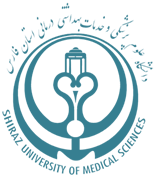 دانشگاه علوم پزشکی و خدمات بهداشتی درمانی استان فارس
SHIRAZ UNIVERSITY OF MEDICAL SCIENCES